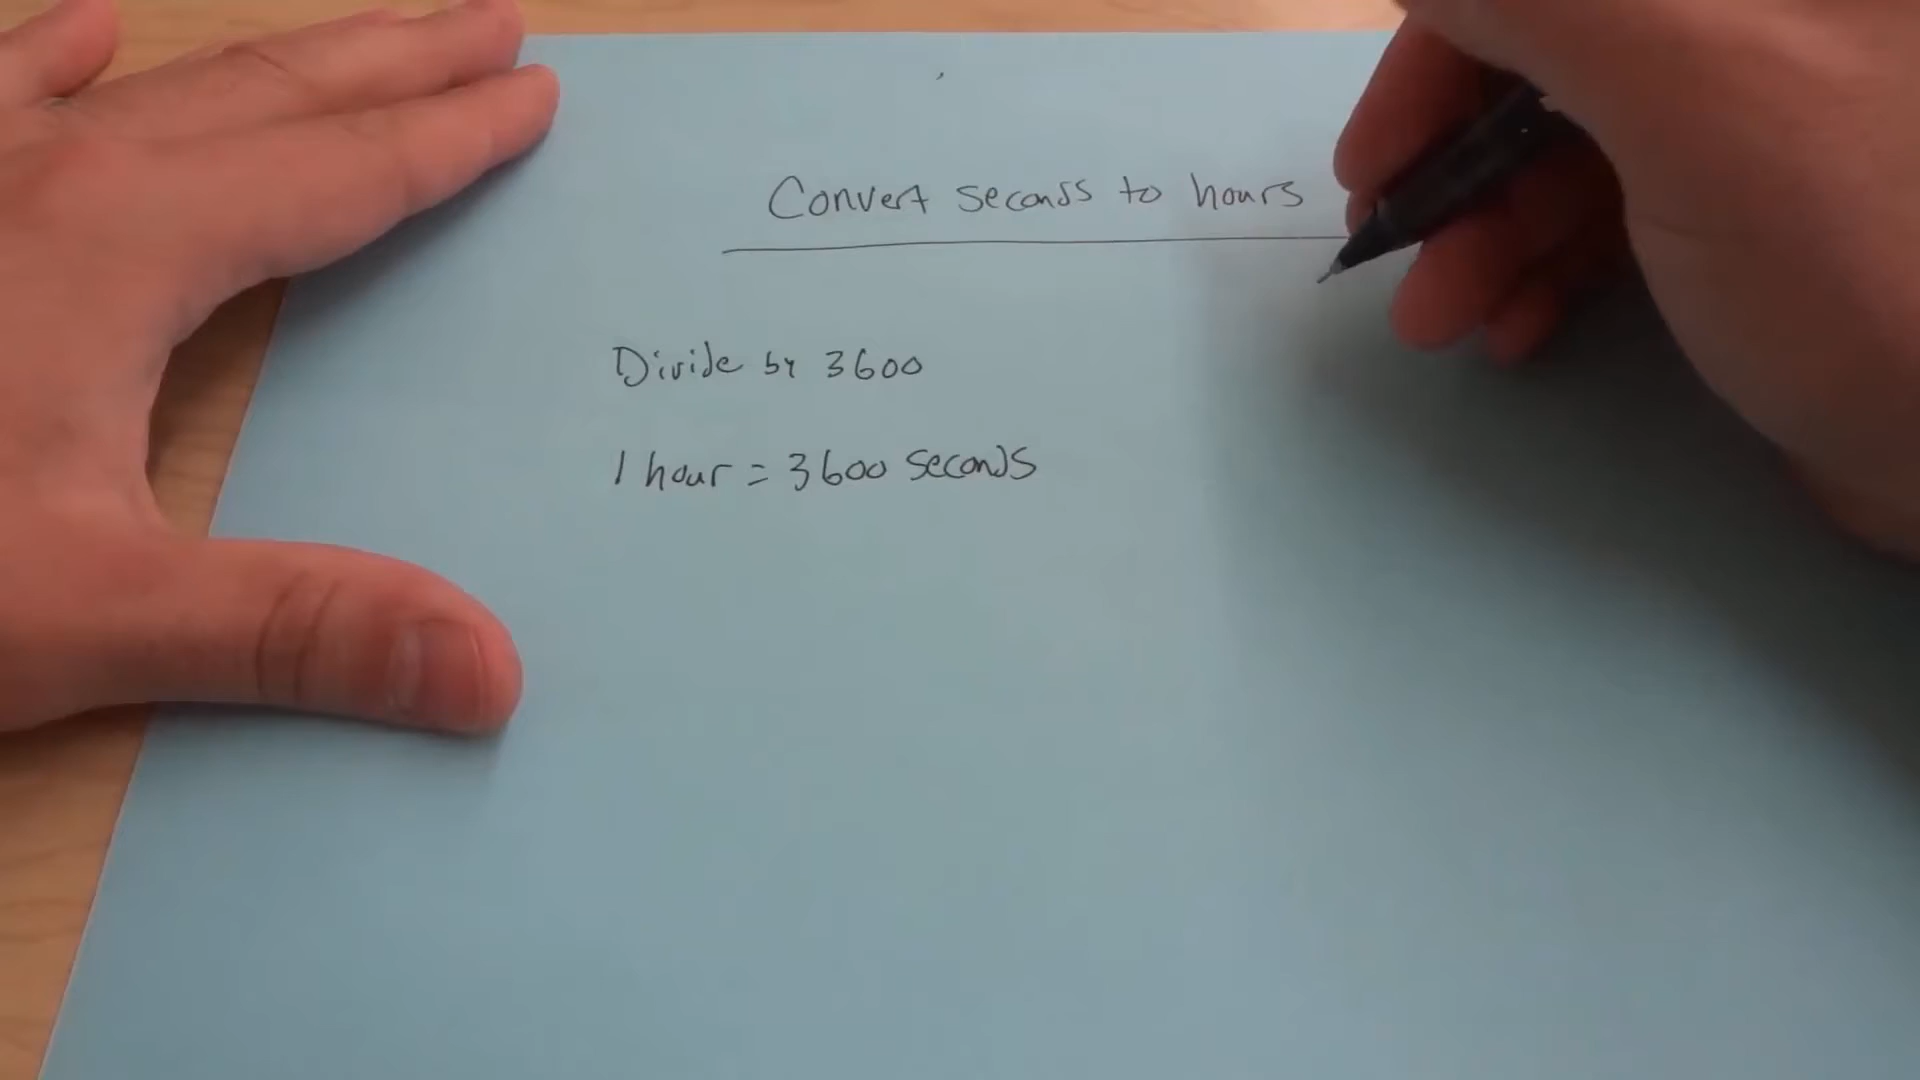 Convert seconds to hours
Divide by 3600
1 hour = 3600 seconds